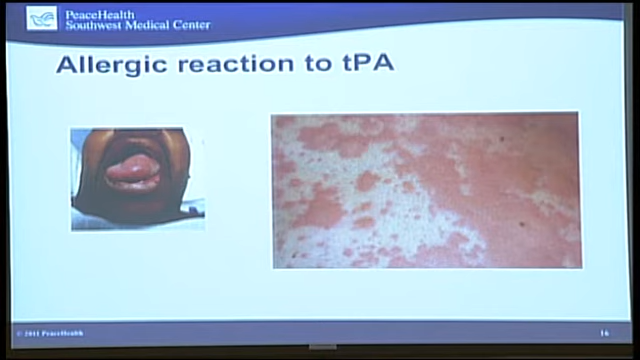 PeaceHealth
Southwest Medical Center
Allergic reaction to tPA
© 2011 PeaceHealth
16